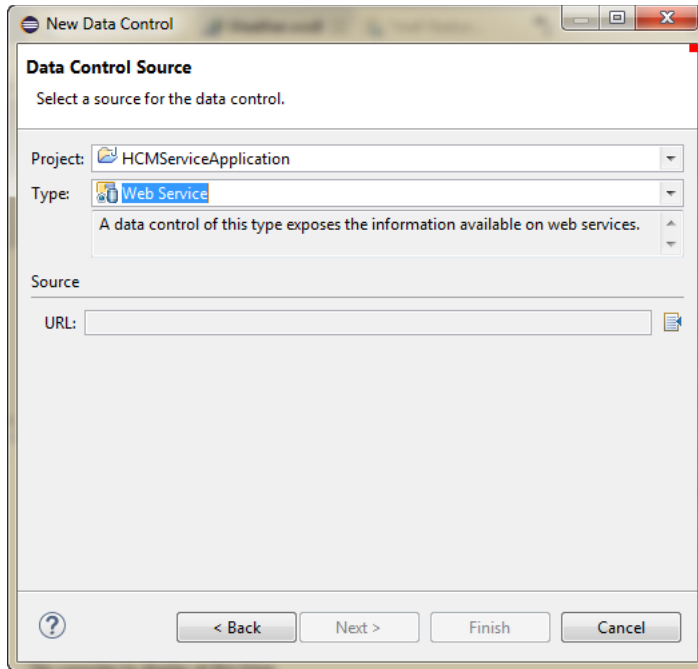 New Data Control
Data Control Source
Select a source for the data control.
Project: HCMServiceApplication
Type: Web Service
A data control of this type exposes the information available on web services.
Source
URL:
< Back Next > Finish Cancel